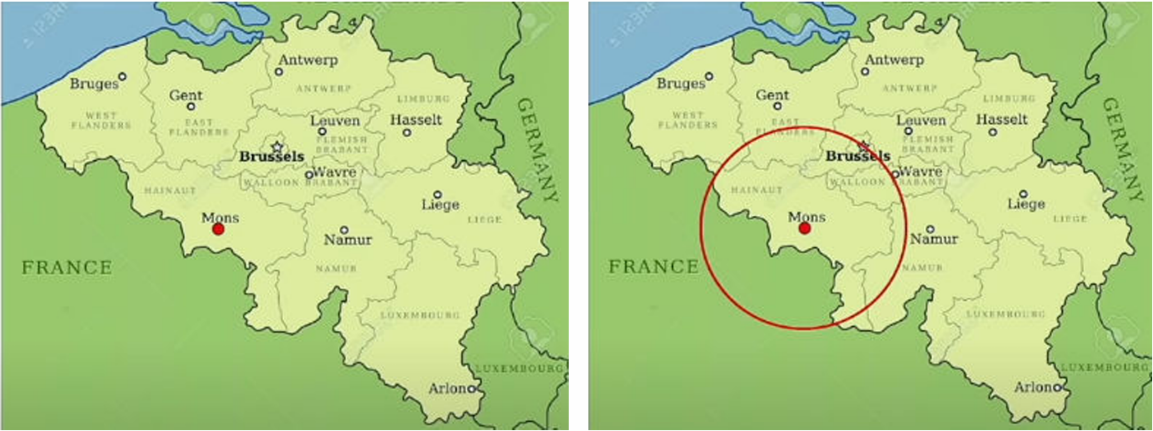 Antwerp
Bruges
ANTWERP
Gent
LIMBURG
WEST
FLANDERS
EAST
FLANDERS
Leuven
Hasselt
FLEMISH
BRABANT
Brussels
GERMANY
Wavre
HAINAUT
WALLOON BRABANT
Liege
LIEGE
Mons
Namur
FRANCE
NAMUR
LUXEMBOURG
LUXEMBOURG
Arlon
Antwerp
Bruges
ANTWERP
Gent
LIMBURG
WEST
FLANDERS
EAST
FLANDERS
Leuven
Hasselt
FLEMISH
BRABANT
Brussels
GERMANY
Wavre
HAINAUT
WALLOON BRABANT
Liege
LIEGE
Mons
Namur
FRANCE
NAMUR
LUXEMBOURG
LUXEMBOURG
Arlon